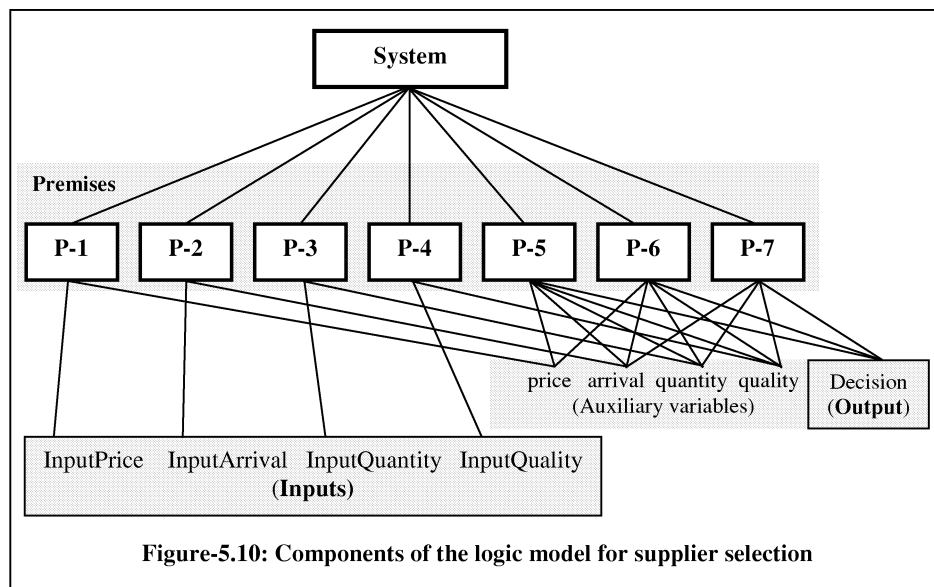 System
Premises
P-1 P-2 P-3 P-4 P-5 P-6 P-7
price arrival quantity quality
(Auxiliary variables)
Decision
(Output)
InputPrice InputArrival InputQuantity InputQuality
(Inputs)
Figure-5.10: Components of the logic model for supplier selection